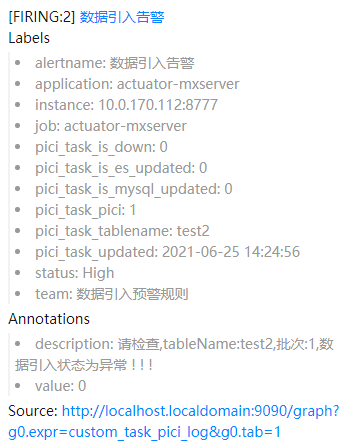 [FIRING:2] 数据引入告警
Labels
• alertname: 数据引入告警
• application: actuator-mxserver
• instance: 10.0.170.112:8777
• job: actuator-mxserver
• pici_task_is_down: 0
• pici_task_is_es_updated: 0
• pici_task_is_mysql_updated: 0
• pici_task_pici: 1
• pici_task_tablename: test2
• pici_task_updated: 2021-06-25 14:24:56
• status: High
• team: 数据引入预警规则
Annotations
• description: 请检查,tableName:test2,批次:1,数
据引入状态为异常 ! ! !
• value: 0
Source: http://localhost.localdomain:9090/graph?
g0.expr=custom_task_pici_log&g0.tab=1